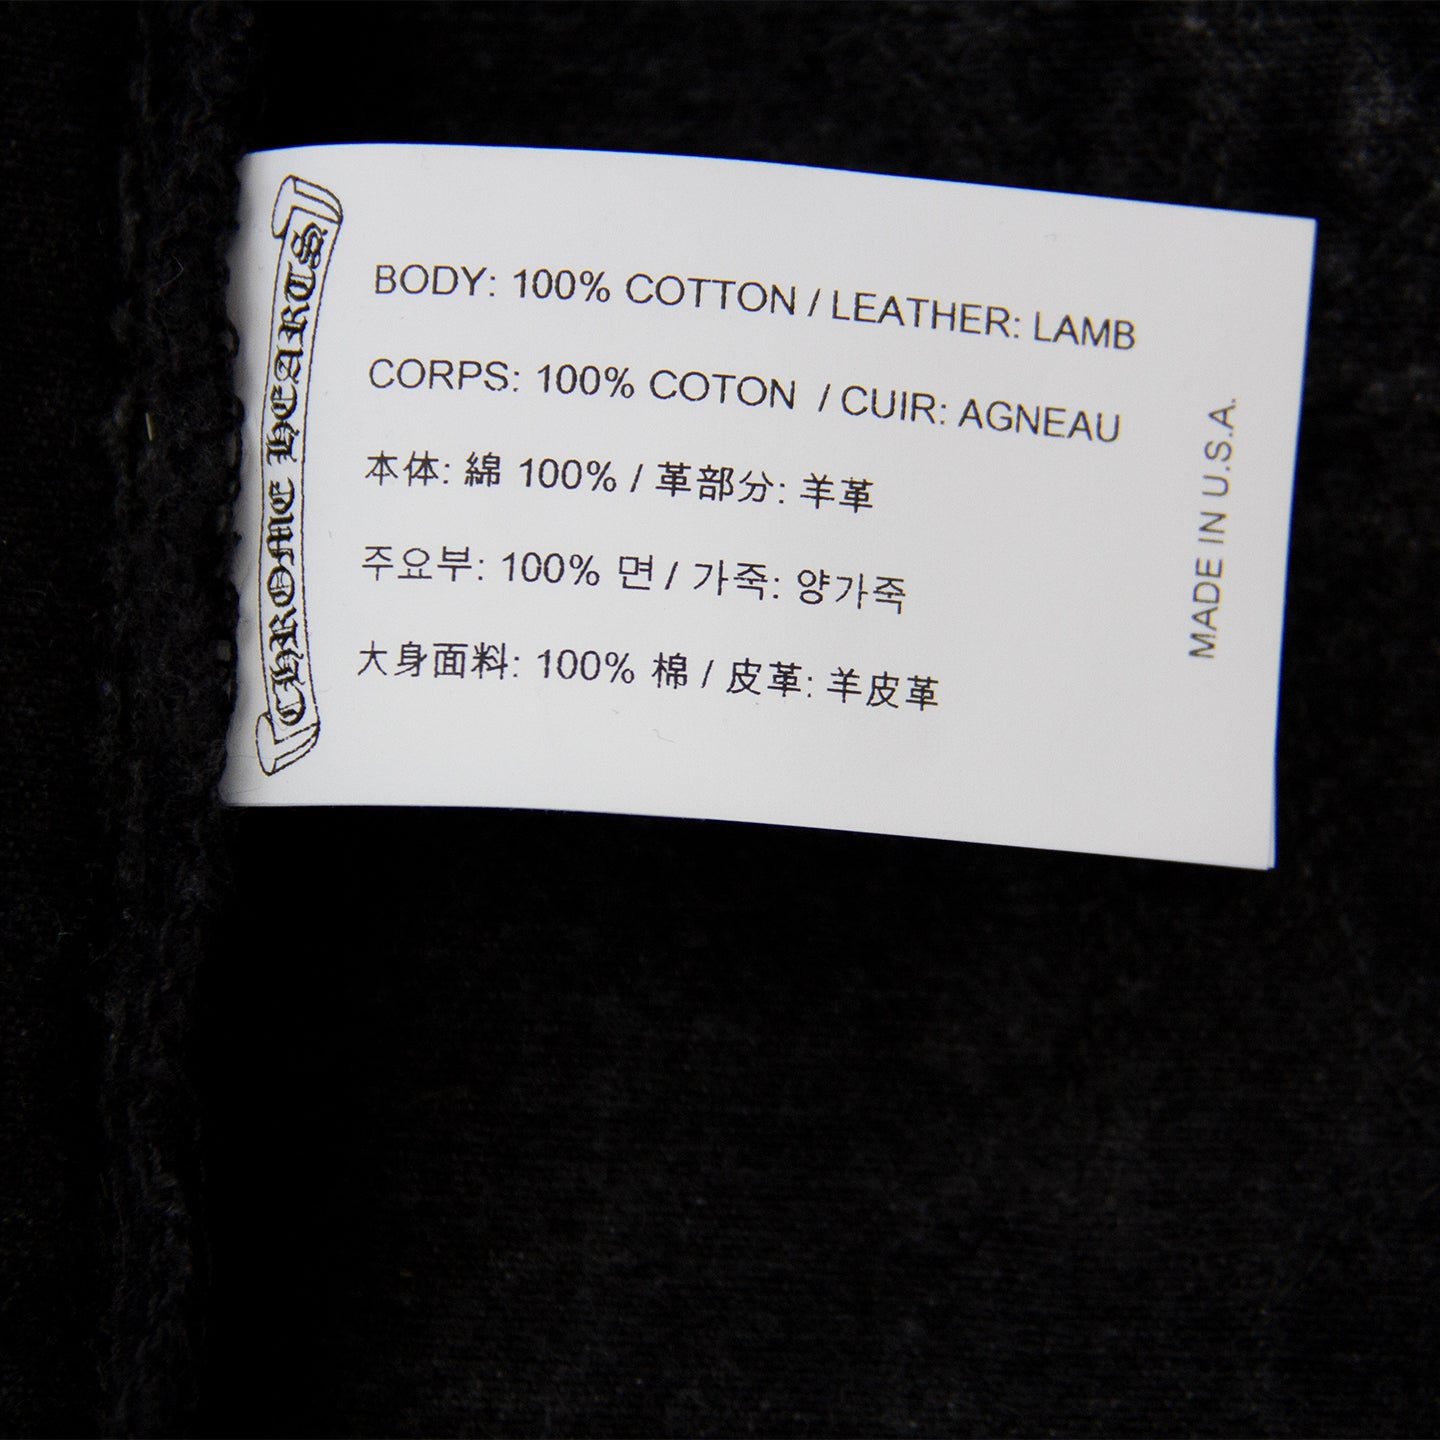 CHROME HEARTS
BODY: 100% COTTON / LEATHER: LAMB
CORPS: 100% COTON / CUIR: AGNEAU
本体: 綿 100% / 革部分: 羊革
주요부: 100% 면 / 가죽: 양가죽
大身面料: 100% 棉 / 皮革: 羊皮革
MADE IN U.S.A.